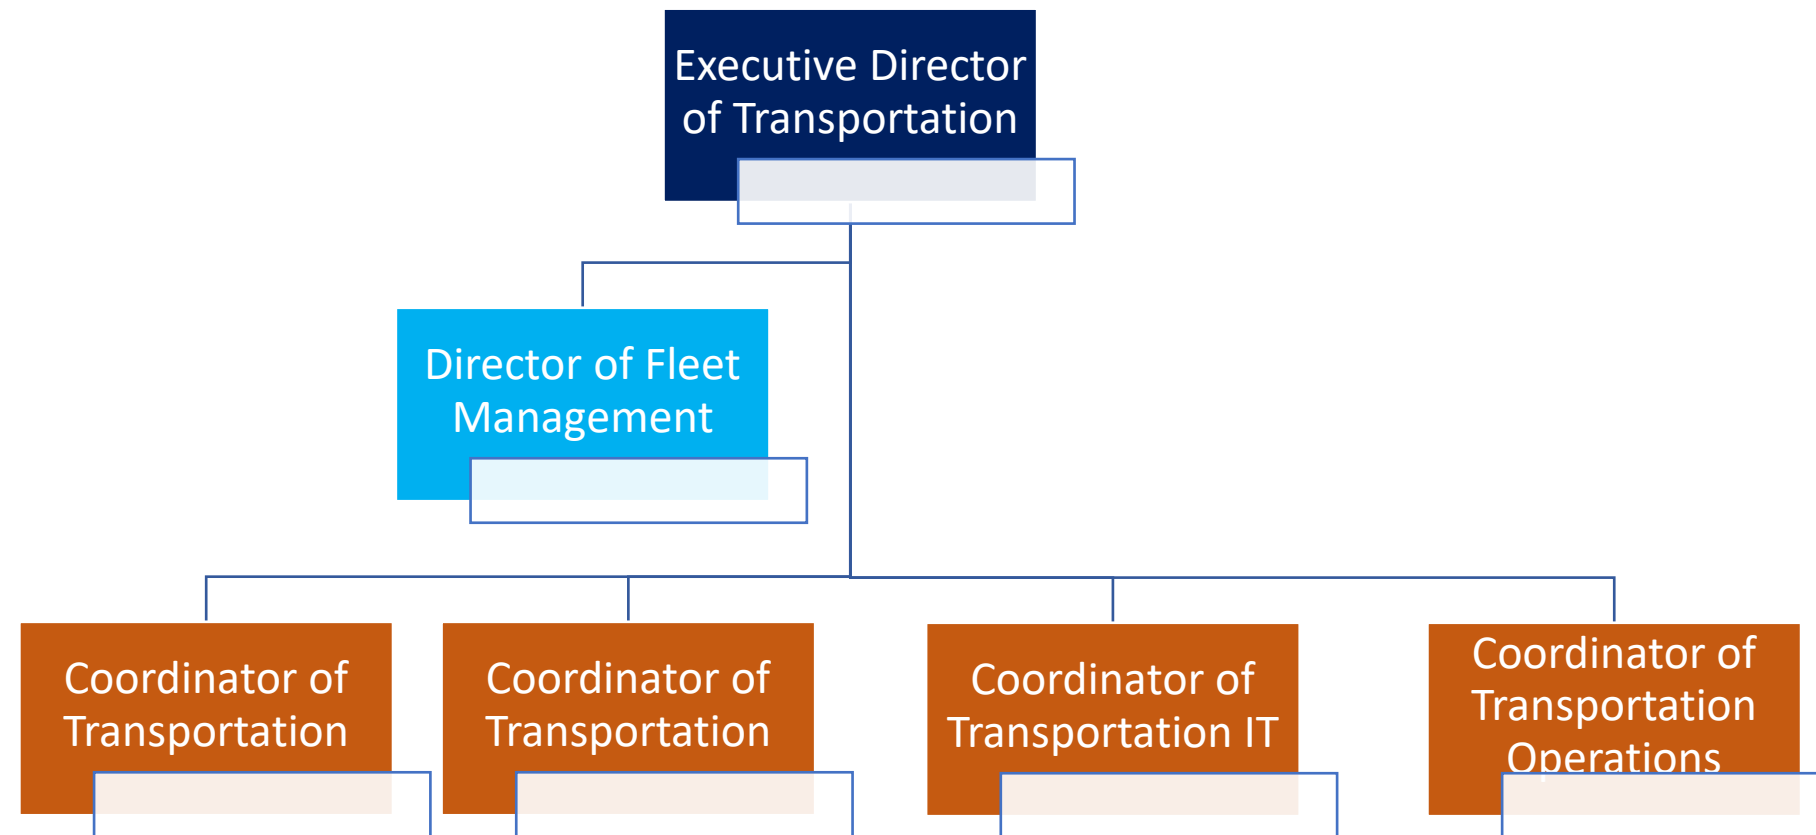 Executive Director
of Transportation
Director of Fleet
Management
Coordinator of
Transportation
Coordinator of
Transportation
Coordinator of
Transportation IT
Coordinator of
Transportation
Operations